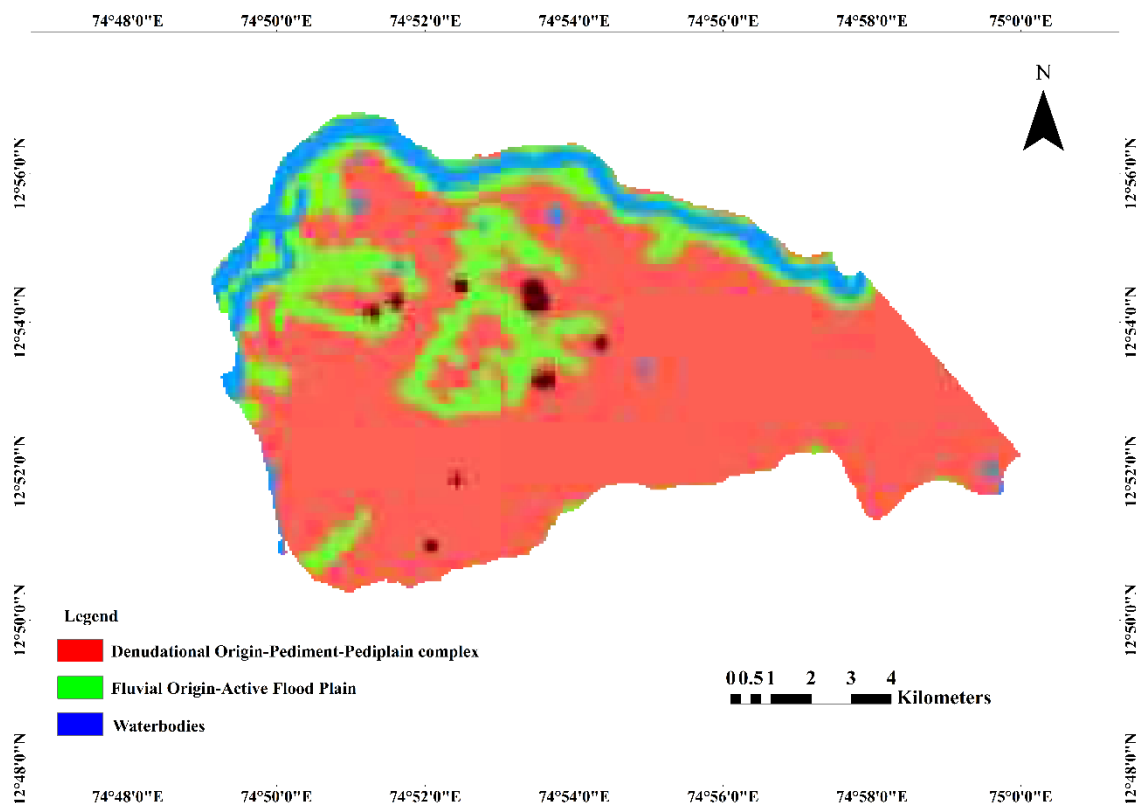 74°48'0"E 74°50'0"E 74°52'0"E 74°54'0"E 74°56'0"E 74°58'0"E 75°0'0"E
N
12°56'0"N 12°56'0"N
12°54'0"N 12°54'0"N
12°52'0"N 12°52'0"N
12°50'0"N 12°50'0"N
Legend
Denudational Origin-Pediment-Pediplain complex
Fluvial Origin-Active Flood Plain
Waterbodies
0 0.5 1 2 3 4
Kilometers
12°48'0"N 12°48'0"N
74°48'0"E 74°50'0"E 74°52'0"E 74°54'0"E 74°56'0"E 74°58'0"E 75°0'0"E